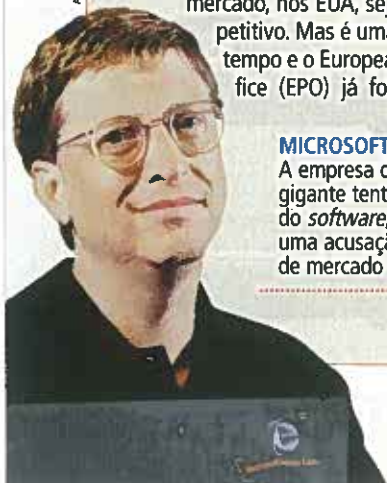 mercado, nos EUA, se
petitivo. Mas é uma
tempo e o Europea
fice (EPO) já fo
MICROSOFT
A empresa d
gigante tent
do software,
uma acusaçã
de mercado